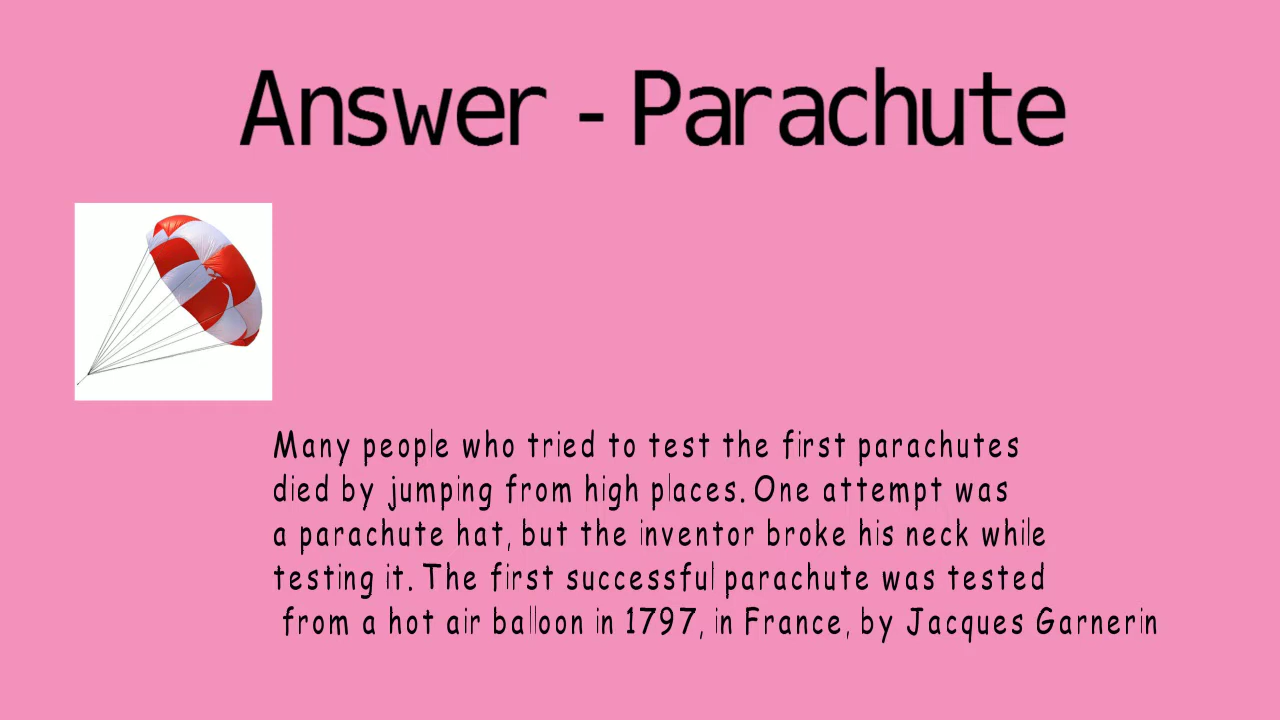 Answer - Parachute
Many people who tried to test the first parachutes
died by jumping from high places. One attempt was
a parachute hat, but the inventor broke his neck while
testing it. The first successful parachute was tested
from a hot air balloon in 1797, in France, by Jacques Garnerin